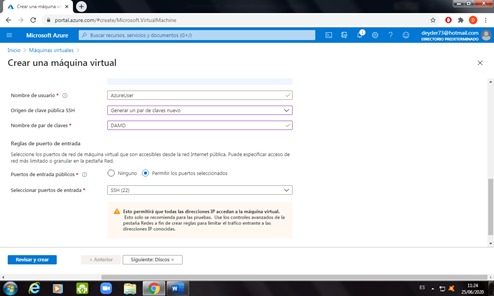 Crear una máquina virtual
portal.azure.com/#create/Microsoft.VirtualMachine
Microsoft Azure
Buscar recursos, servicios y documentos (G+/)
deyder73@hotmail.com
DIRECTORIO PREDETERMINADO
Inicio > Máquinas virtuales >
Crear una máquina virtual
Nombre de usuario *
AzureUser
Origen de clave pública SSH
Generar un par de claves nuevo
Nombre de par de claves *
DAMD
Reglas de puerto de entrada
Seleccione los puertos de red de máquina virtual que son accesibles desde la red Internet pública. Puede especificar acceso de
red más limitado o granular en la pestaña Red.
Puertos de entrada públicos *
Ninguno
Permitir los puertos seleccionados
Seleccionar puertos de entrada *
SSH (22)
Esto permitirá que todas las direcciones IP accedan a la máquina virtual.
Esto solo se recomienda para las pruebas. Use los controles avanzados de la
pestaña Redes a fin de crear reglas para limitar el tráfico entrante a las
direcciones IP conocidas.
Revisar y crear
< Anterior
Siguiente: Discos >
ES
11:24
25/06/2020